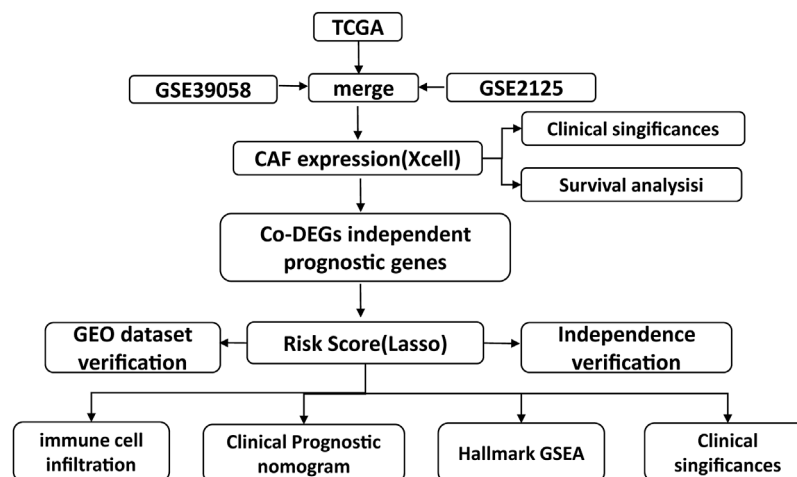 TCGA
GSE39058
merge
GSE2125
CAF expression(Xcell)
Clinical singificances
Survival analysisi
Co-DEGs independent
prognostic genes
GEO dataset
verification
Risk Score(Lasso)
Independence
verification
immune cell
infiltration
Clinical Prognostic
nomogram
Hallmark GSEA
Clinical
singificances